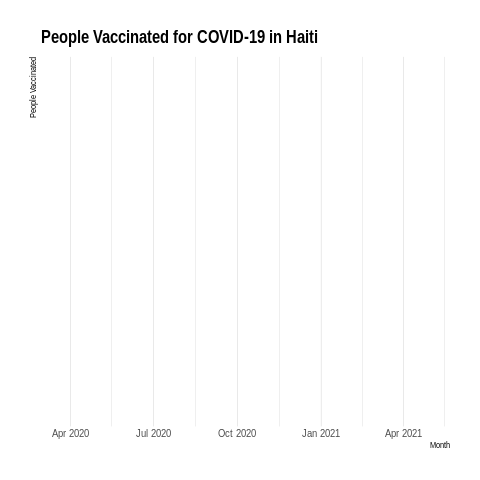 People Vaccinated for COVID-19 in Haiti
People Vaccinated
Apr 2020 Jul 2020 Oct 2020 Jan 2021 Apr 2021
Month